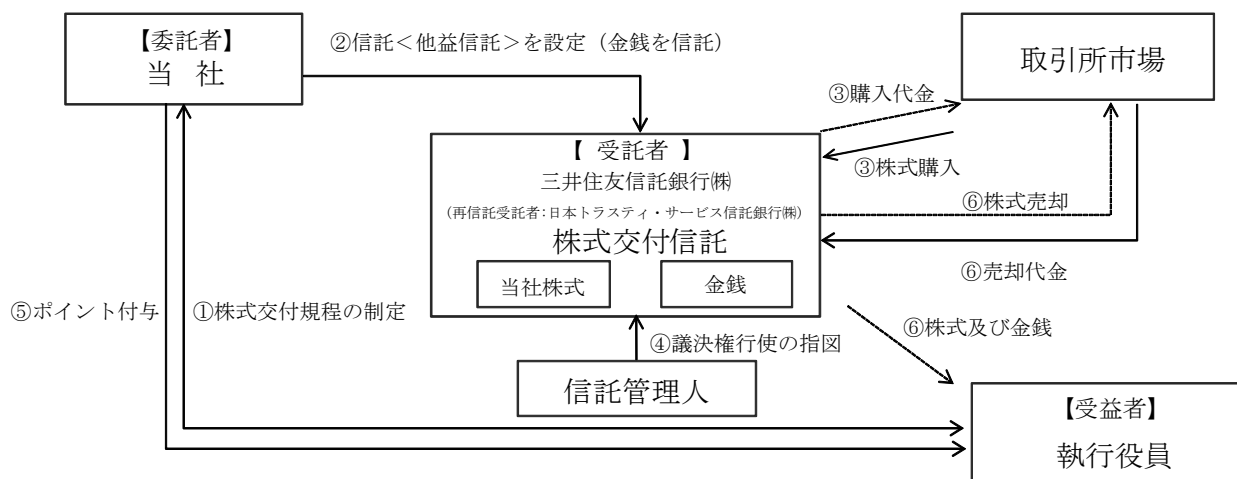 【委託者】
当 社
②信託＜他益信託＞を設定（金銭を信託）
取引所市場
③購入代金
【 受託者 】
三井住友信託銀行㈱
(再信託受託者：日本トラスティ・サービス信託銀行㈱)
株式交付信託
当社株式
金銭
③株式購入
⑥株式売却
⑥売却代金
⑤ポイント付与
①株式交付規程の制定
④議決権行使の指図
⑥株式及び金銭
信託管理人
【受益者】
執行役員